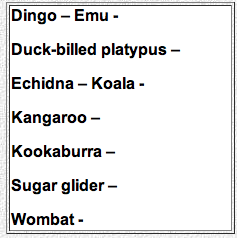 Dingo – Emu -
Duck-billed platypus –
Echidna – Koala -
Kangaroo –
Kookaburra –
Sugar glider –
Wombat -